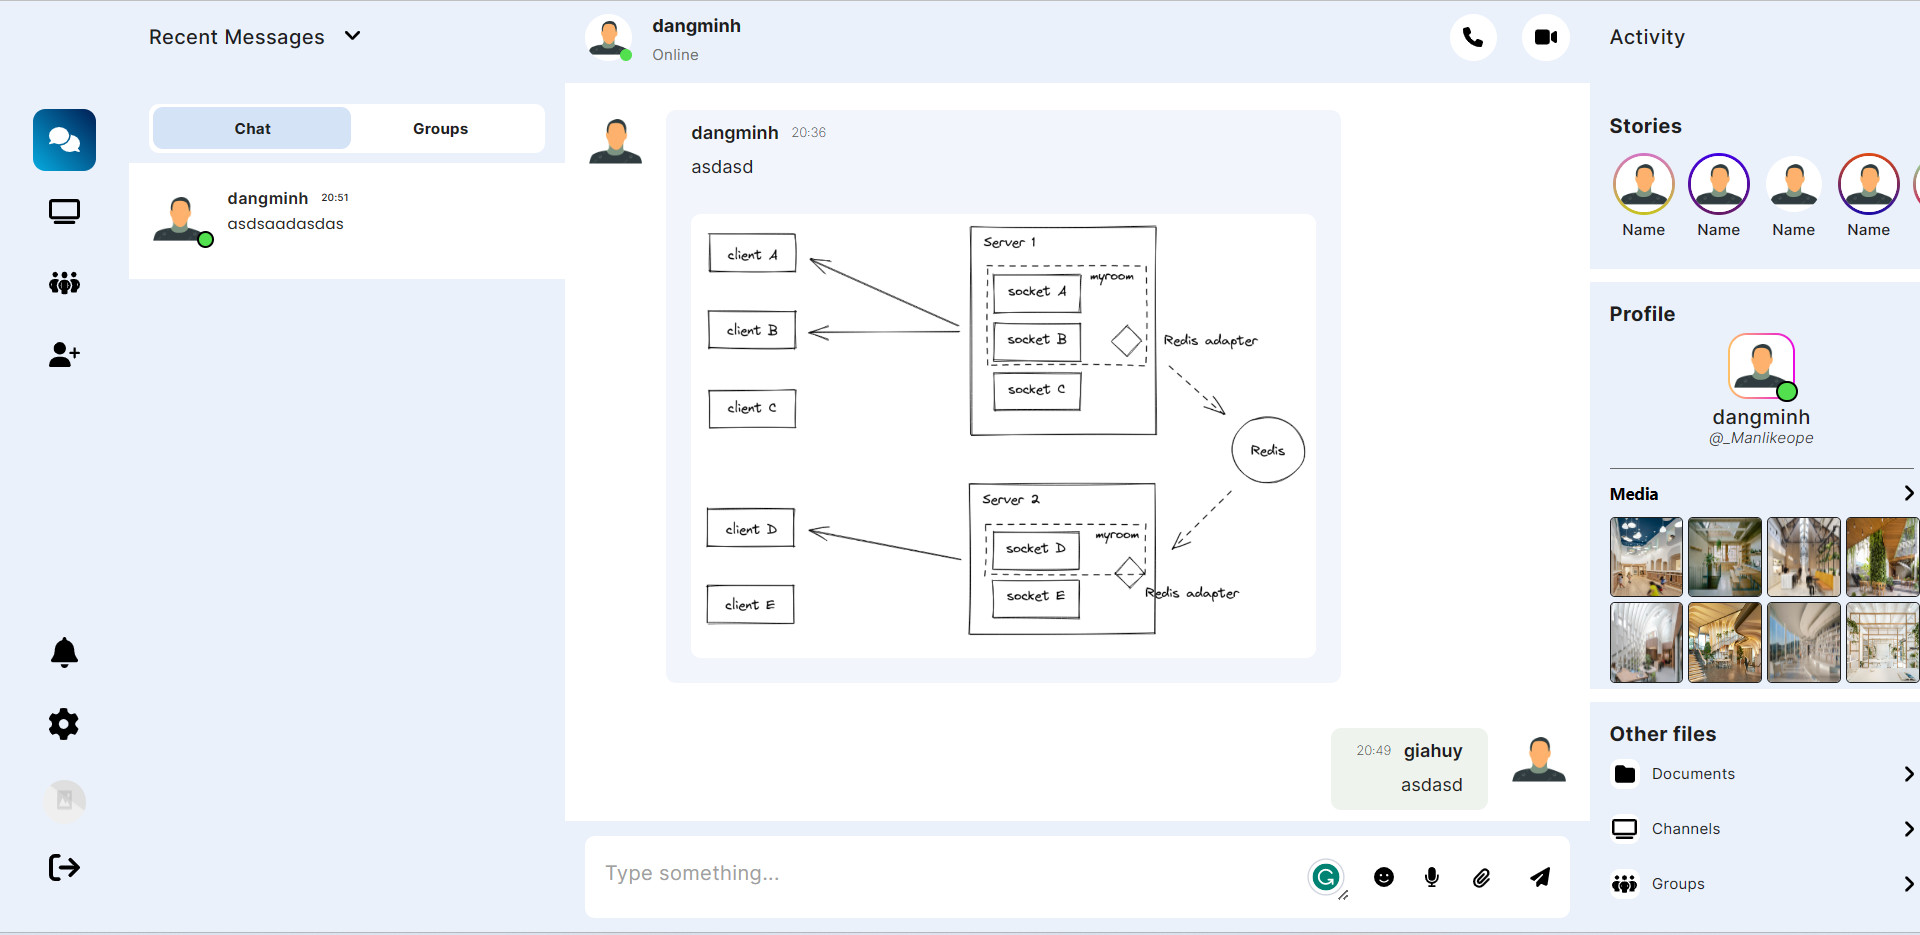 Recent Messages
Chat
Groups
dangminh 20:51
asdsaadasdas
dangminh
Online
dangminh 20:36
asdasd
client A
client B
client C
client D
client E
Server 1
myroom
socket A
socket B
socket C
Redis adapter
Redis
Server 2
myroom
socket D
socket E
Redis adapter
20:49 giahuy
asdasd
Type something...
Activity
Stories
Name
Name
Name
Name
Profile
dangminh
@_Manlikeope
Media
Other files
Documents
Channels
Groups